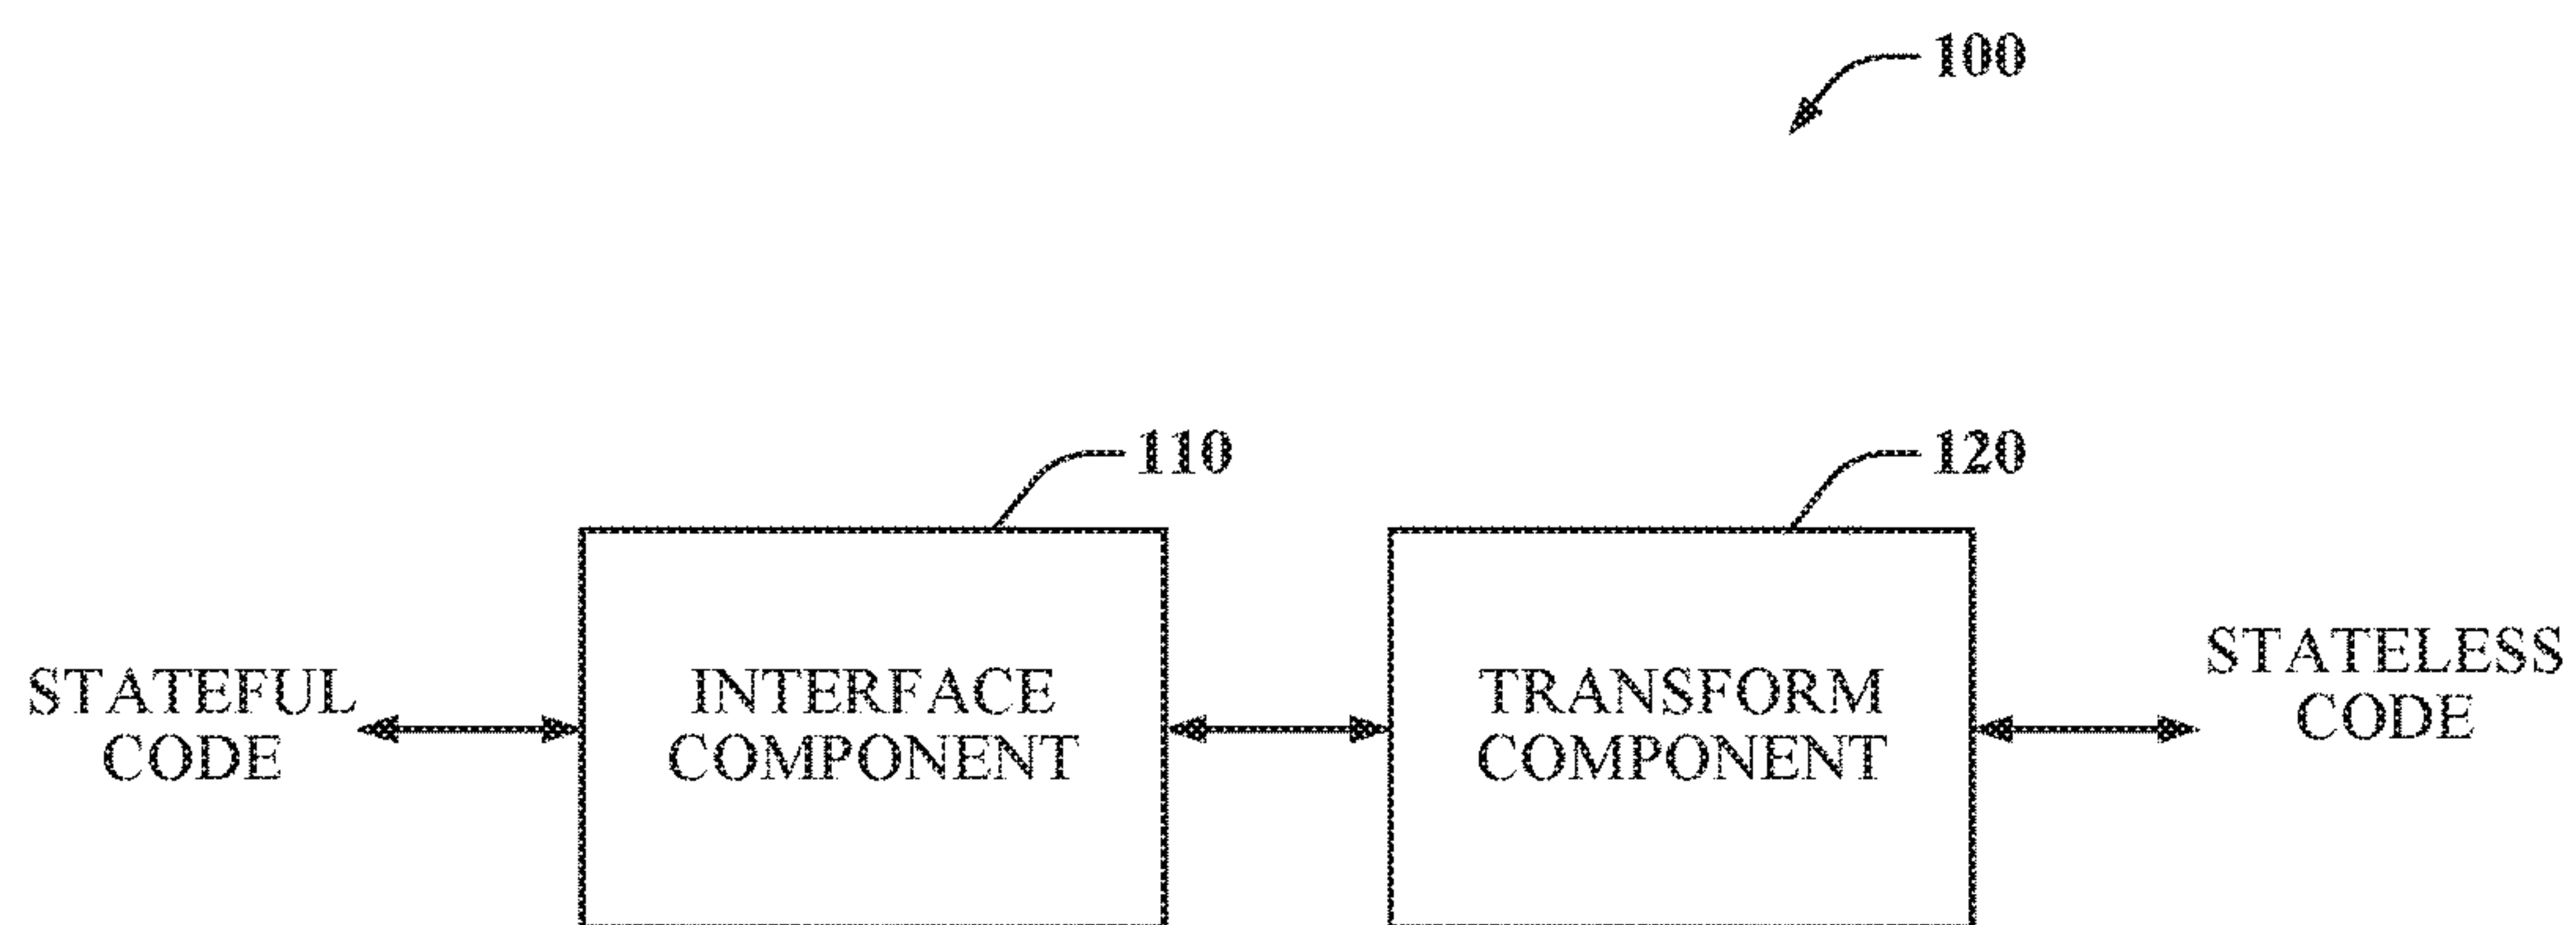 100
110
120
STATEFUL
CODE
INTERFACE
COMPONENT
TRANSFORM
COMPONENT
STATELESS
CODE